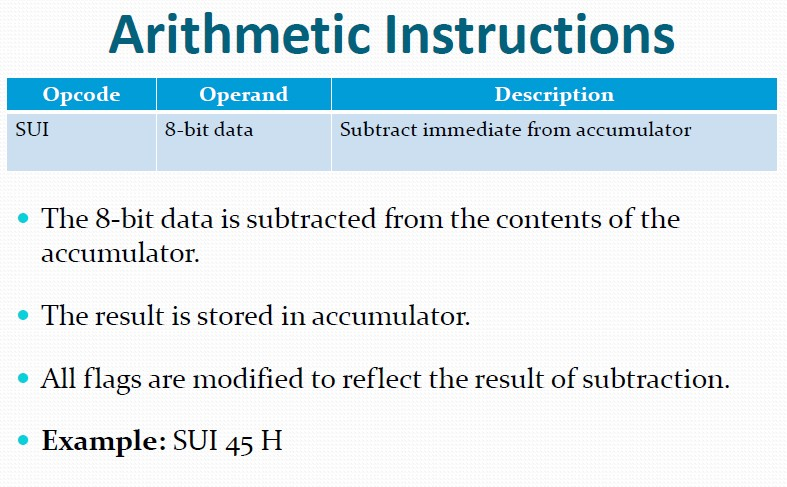 Arithmetic Instructions
Opcode Operand Description
SUI 8-bit data Subtract immediate from accumulator
• The 8-bit data is subtracted from the contents of the
accumulator.
• The result is stored in accumulator.
• All flags are modified to reflect the result of subtraction.
• Example: SUI 45 H